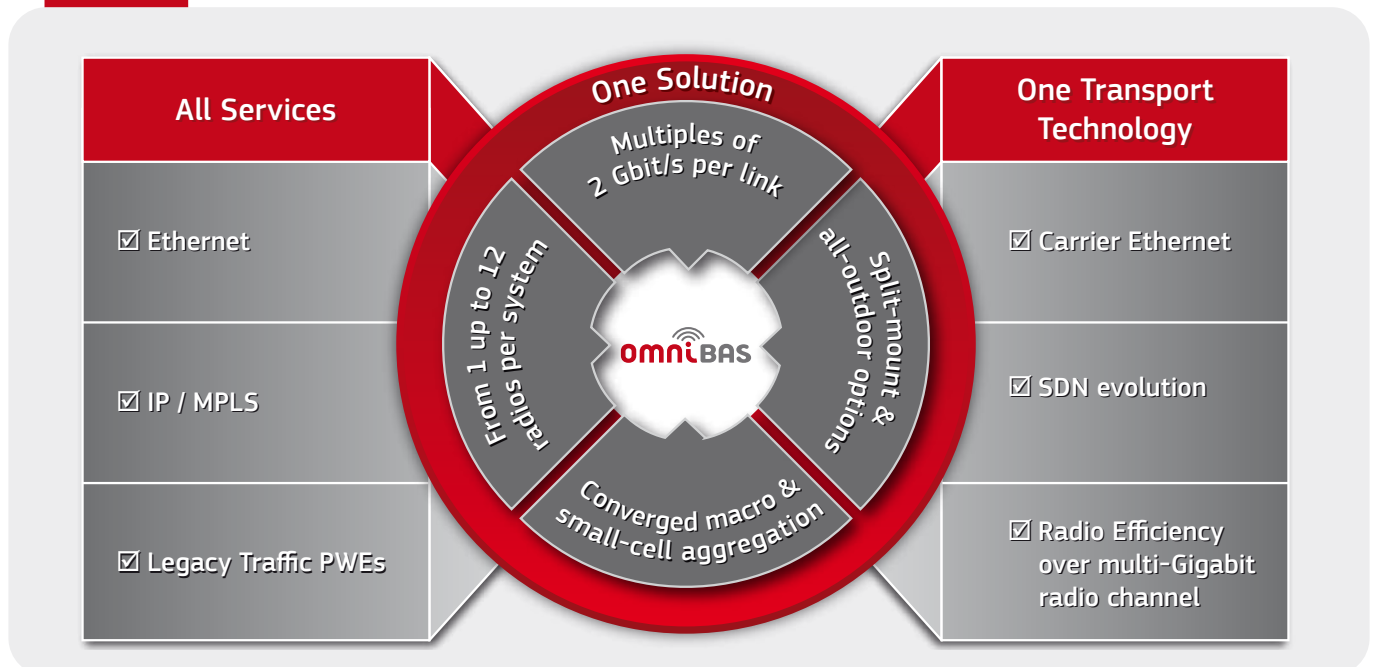 All Services
☑ Ethernet
☑ IP / MPLS
☑ Legacy Traffic PWEs
One Solution
Multiples of
2 Gbit/s per link
From 1 up to 12
radios per system
Split-mount &
all-outdoor options
Converged macro &
small-cell aggregation
omniBAS
One Transport
Technology
☑ Carrier Ethernet
☑ SDN evolution
☑ Radio Efficiency
over multi-Gigabit
radio channel